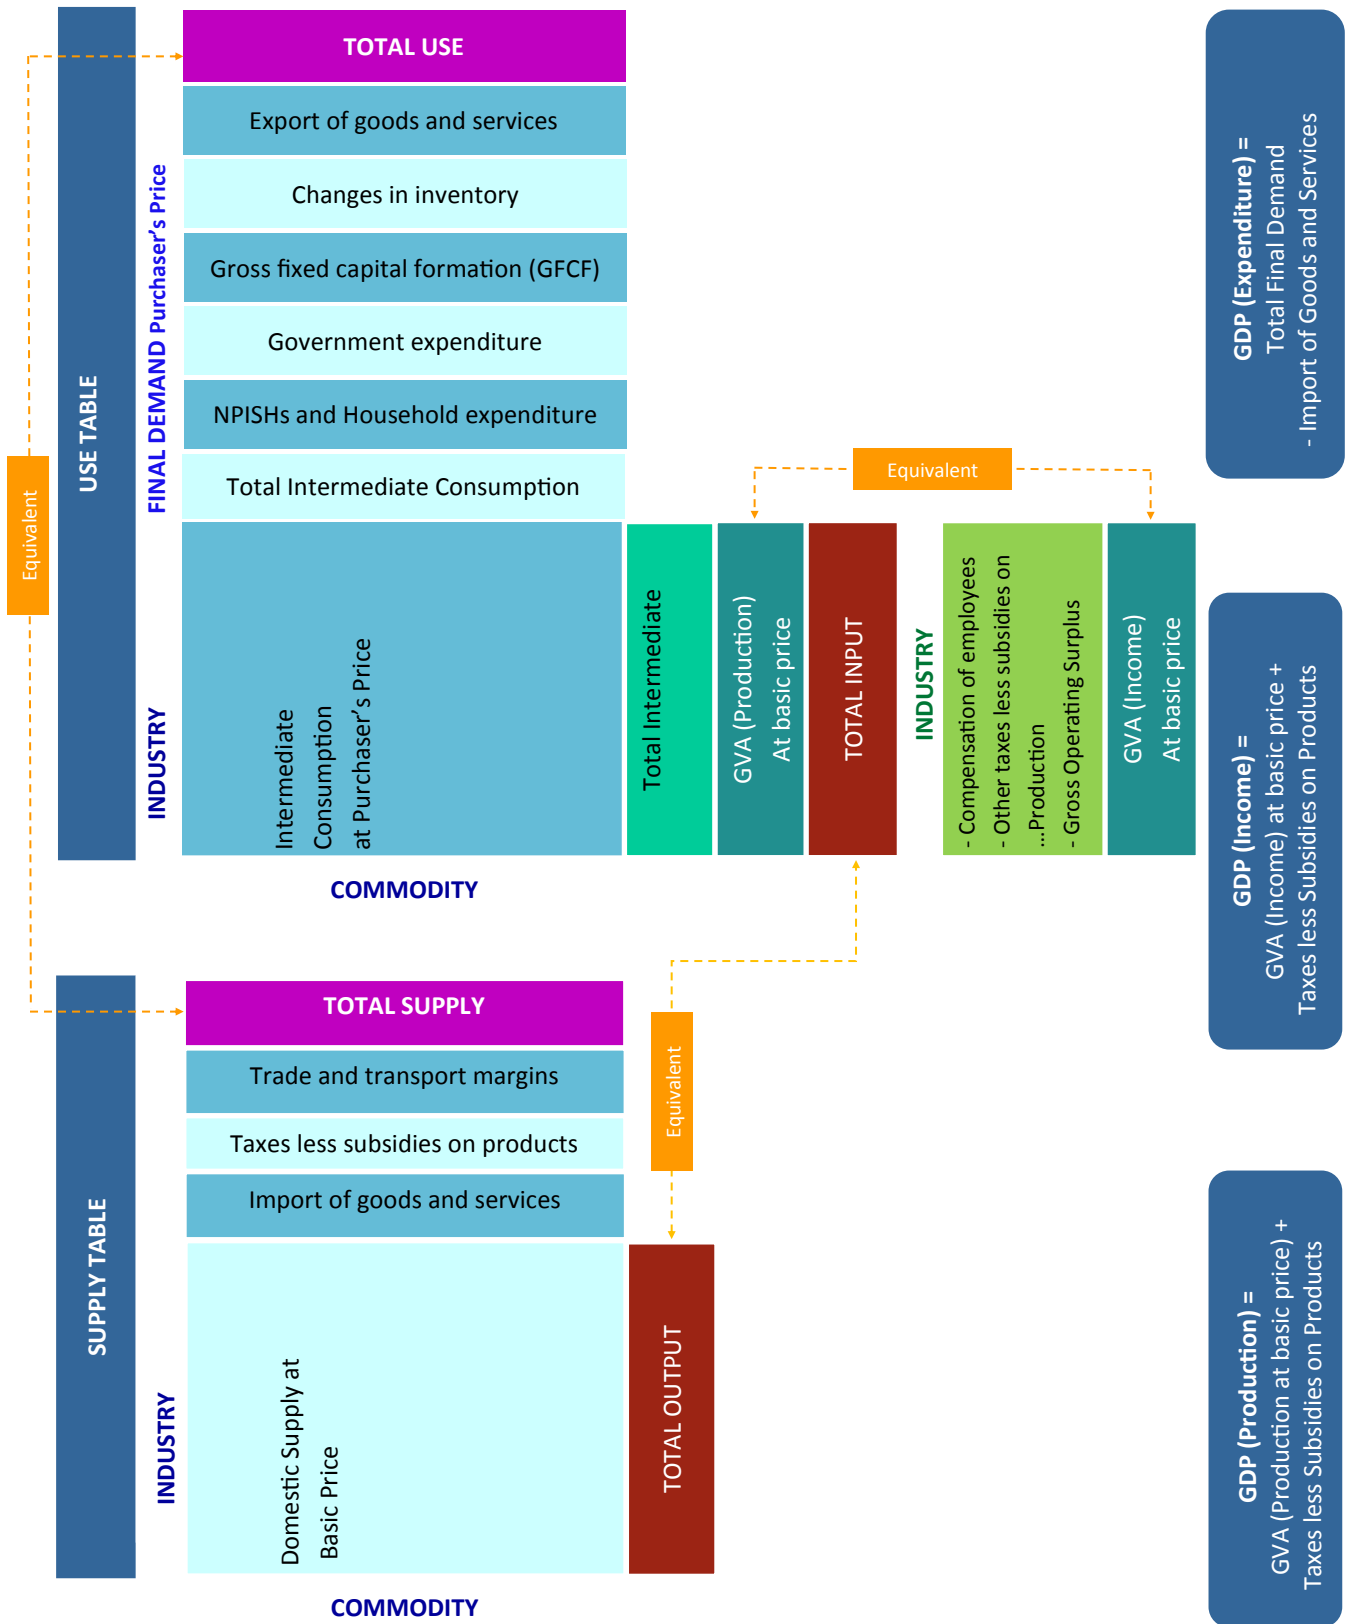 USE TABLE
FINAL DEMAND Purchaser's Price
TOTAL USE
Export of goods and services
Changes in inventory
Gross fixed capital formation (GFCF)
Government expenditure
NPISHs and Household expenditure
Total Intermediate Consumption
Equivalent
INDUSTRY
Intermediate
Consumption
at Purchaser's Price
COMMODITY
Total Intermediate
GVA (Production)
At basic price
TOTAL INPUT
Equivalent
INDUSTRY
- Compensation of employees
- Other taxes less subsidies on
...Production
- Gross Operating Surplus
GVA (Income)
At basic price
SUPPLY TABLE
TOTAL SUPPLY
Trade and transport margins
Taxes less subsidies on products
Import of goods and services
INDUSTRY
Domestic Supply at
Basic Price
COMMODITY
TOTAL OUTPUT
Equivalent
GDP (Expenditure) =
Total Final Demand
- Import of Goods and Services
GDP (Income) =
GVA (Income) at basic price +
Taxes less Subsidies on Products
GDP (Production) =
GVA (Production at basic price) +
Taxes less Subsidies on Products